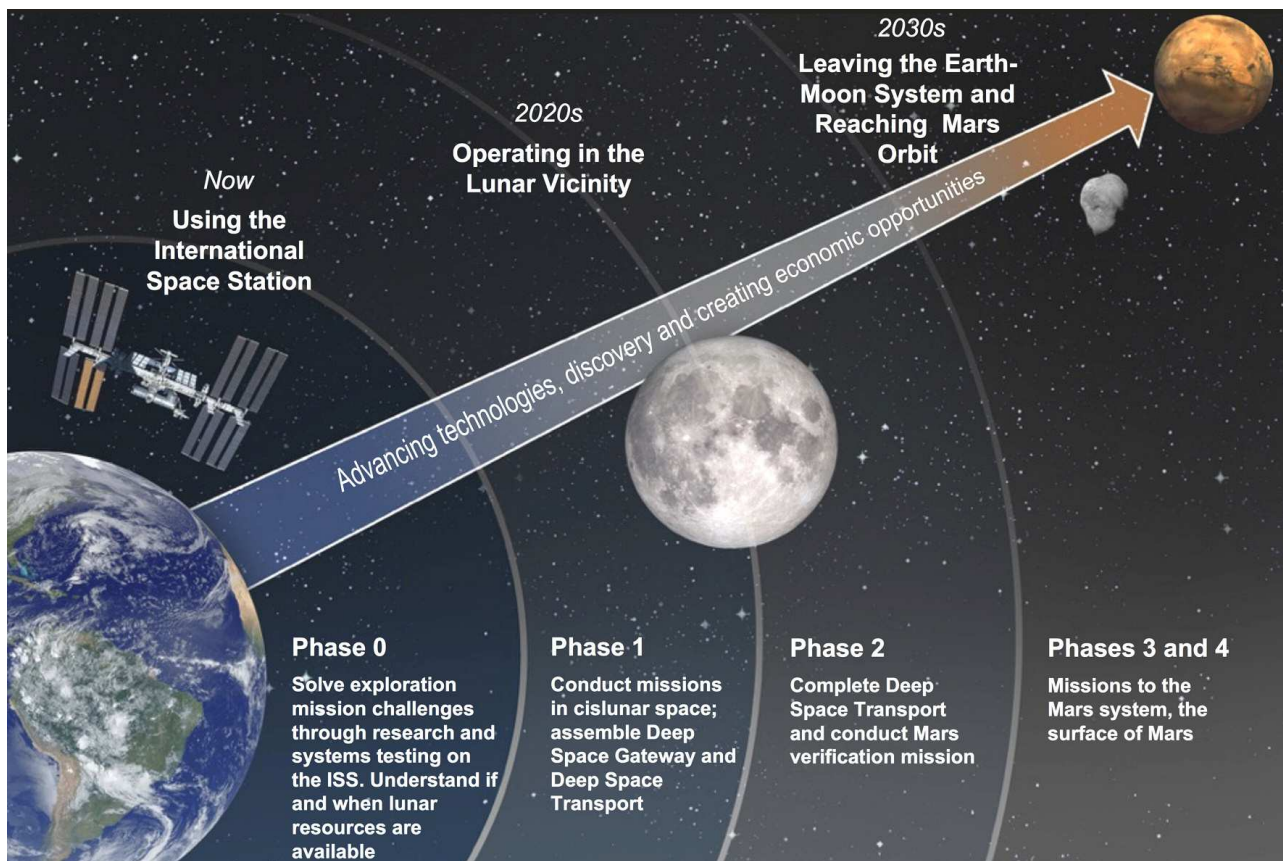 Now
Using the
International
Space Station
2020s
Operating in the
Lunar Vicinity
2030s
Leaving the Earth-
Moon System and
Reaching Mars
Orbit
Advancing technologies, discovery and creating economic opportunities
Phase 0
Solve exploration
mission challenges
through research and
systems testing on
the ISS. Understand if
and when lunar
resources are
available
Phase 1
Conduct missions
in cislunar space;
assemble Deep
Space Gateway and
Deep Space
Transport
Phase 2
Complete Deep
Space Transport
and conduct Mars
verification mission
Phases 3 and 4
Missions to the
Mars system, the
surface of Mars